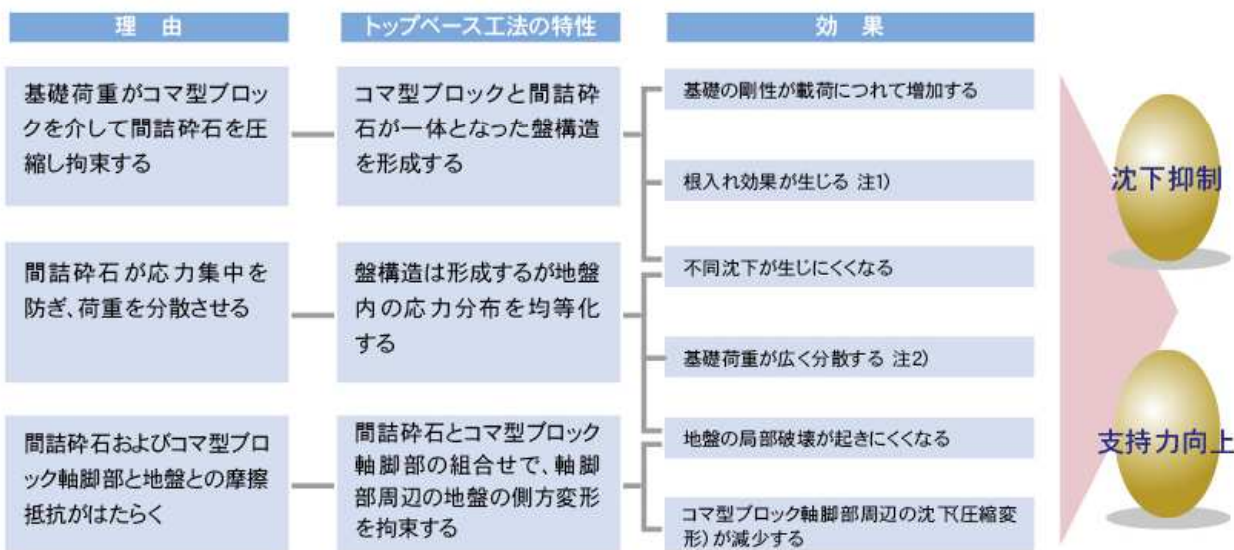 理 由
トップベース工法の特性
効 果
基礎荷重がコマ型ブロッ
クを介して間詰砕石を圧
縮し拘束する
コマ型ブロックと間詰砕
石が一体となった盤構造
を形成する
基礎の剛性が載荷につれて増加する
根入れ効果が生じる 注1)
不同沈下が生じにくくなる
間詰砕石が応力集中を
防ぎ、荷重を分散させる
盤構造は形成するが地盤
内の応力分布を均等化
する
基礎荷重が広く分散する 注2)
地盤の局部破壊が起きにくくなる
間詰砕石およびコマ型ブロ
ック軸脚部と地盤との摩擦
抵抗がはたらく
間詰砕石とコマ型ブロック
軸脚部の組合せで、軸脚
部周辺の地盤の側方変形
を拘束する
コマ型ブロック軸脚部周辺の沈下(圧縮変
形)が減少する
沈下抑制
支持力向上